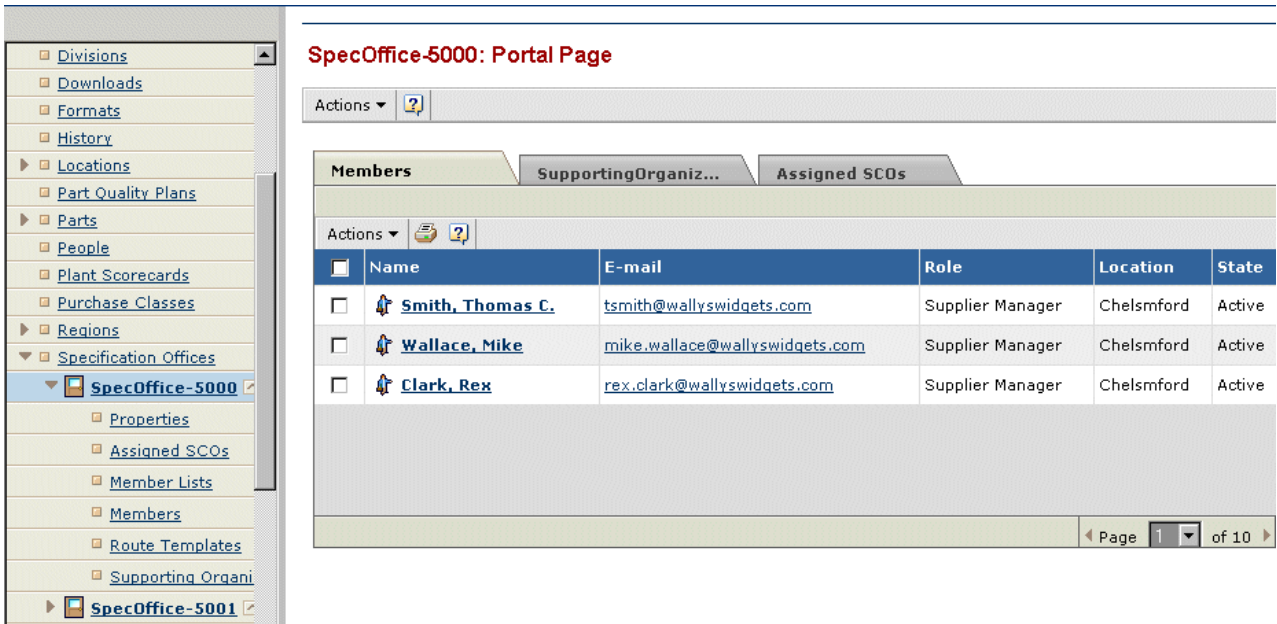 Divisions
Downloads
Formats
History
Locations
Part Quality Plans
Parts
People
Plant Scorecards
Purchase Classes
Regions
Specification Offices
SpecOffice-5000
Properties
Assigned SCOs
Member Lists
Members
Route Templates
Supporting Organi
SpecOffice-5001
SpecOffice-5000: Portal Page
Actions
Members SupportingOrganiz... Assigned SCOs
Actions
Name E-mail Role Location State
Smith, Thomas C. tsmith@wallyswidgets.com Supplier Manager Chelsmford Active
Wallace, Mike mike.wallace@wallyswidgets.com Supplier Manager Chelsmford Active
Clark, Rex rex.clark@wallyswidgets.com Supplier Manager Chelsmford Active
Page 1 of 10